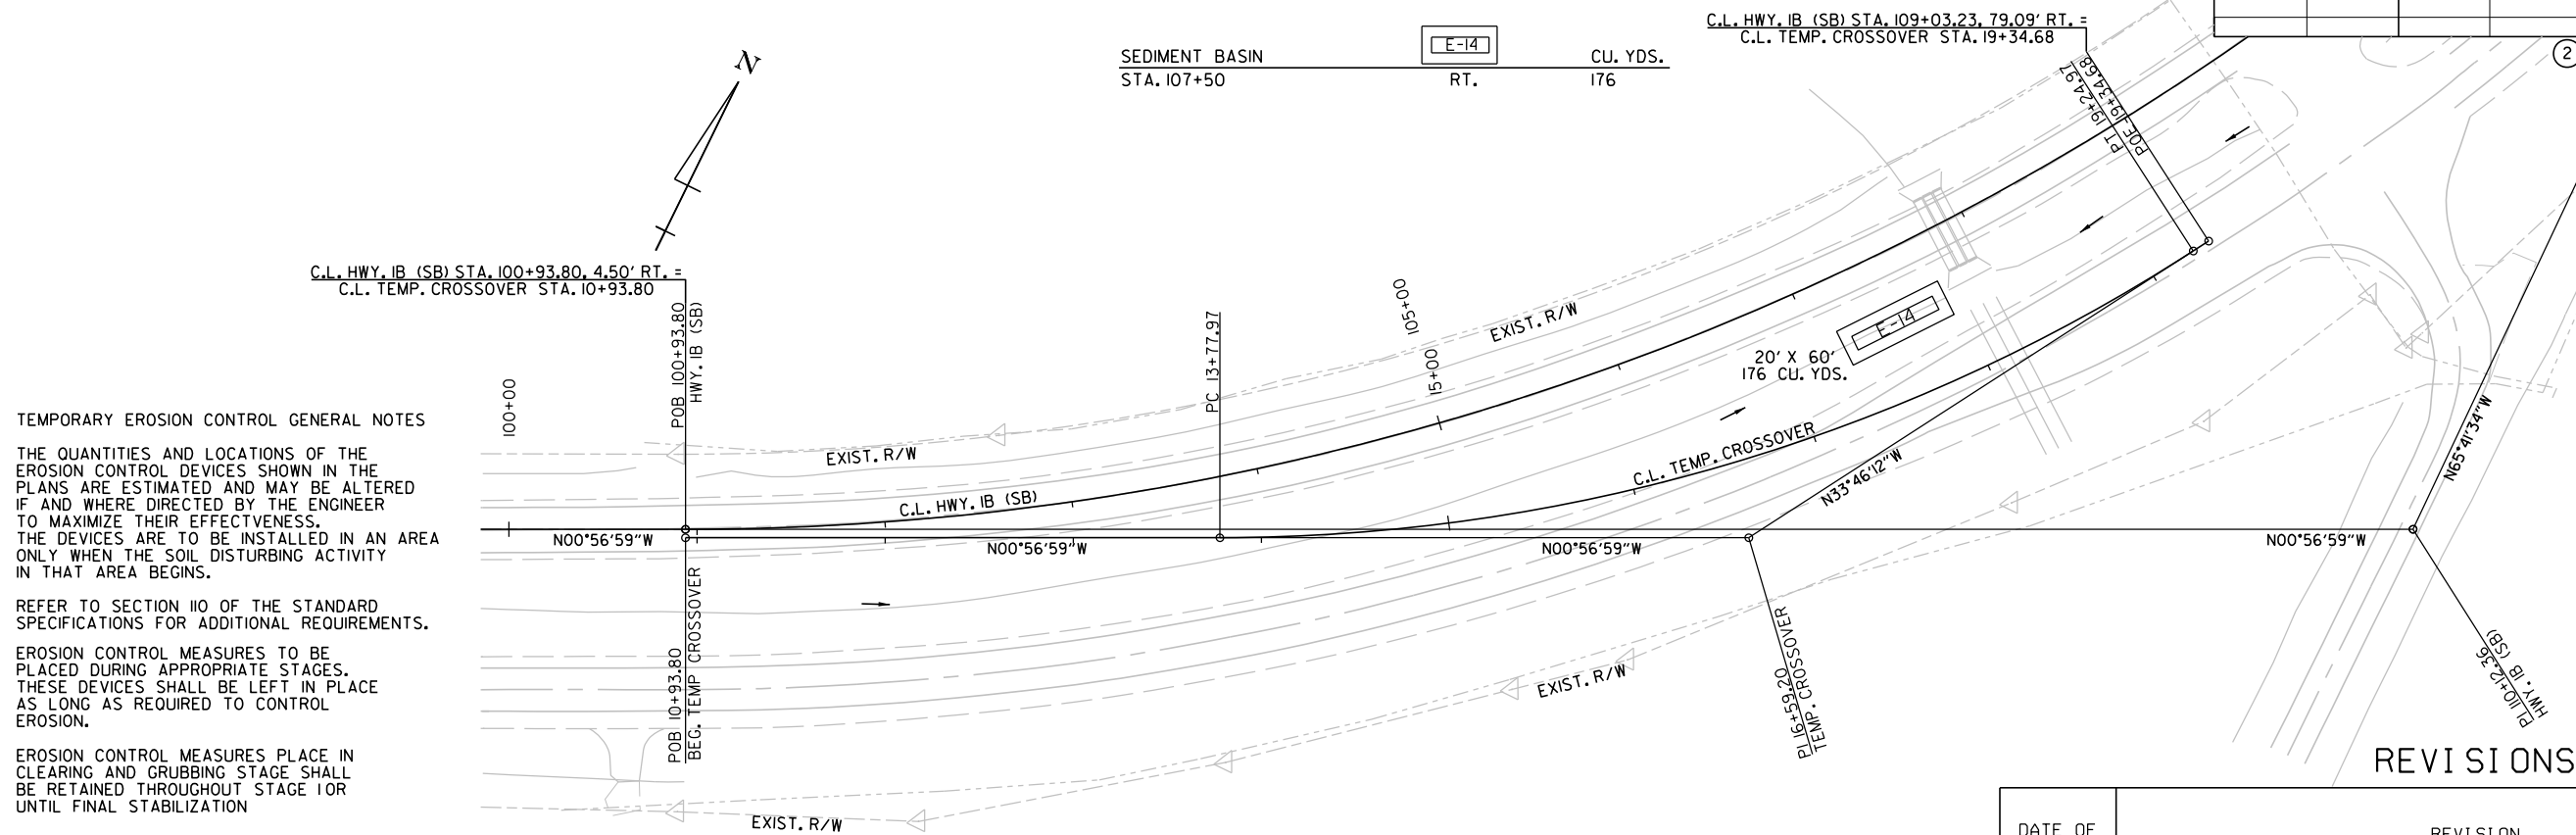 C.L. HWY. 1B (SB) STA. 109+03.23, 79.09' RT. =
C.L. TEMP. CROSSOVER STA. 19+34.68
2
N
E-14
SEDIMENT BASIN CU. YDS.
STA. 107+50 RT. 176
PT 19+24.97
POE 19+34.68
C.L. HWY. 1B (SB) STA. 100+93.80, 4.50' RT. =
C.L. TEMP. CROSSOVER STA. 10+93.80
POB 100+93.80
HWY. 1B (SB)
100+00
PC 13+77.97
105+00
15+00
EXIST. R/W
E-14
20' X 60'
176 CU. YDS.
EXIST. R/W
C.L. HWY. 1B (SB)
C.L. TEMP. CROSSOVER
N33°46'12"W
N65°41'34"W
N00°56'59"W
N00°56'59"W
N00°56'59"W
N00°56'59"W
TEMPORARY EROSION CONTROL GENERAL NOTES
THE QUANTITIES AND LOCATIONS OF THE
EROSION CONTROL DEVICES SHOWN IN THE
PLANS ARE ESTIMATED AND MAY BE ALTERED
IF AND WHERE DIRECTED BY THE ENGINEER
TO MAXIMIZE THEIR EFFECTVENESS.
THE DEVICES ARE TO BE INSTALLED IN AN AREA
ONLY WHEN THE SOIL DISTURBING ACTIVITY
IN THAT AREA BEGINS.
REFER TO SECTION 110 OF THE STANDARD
SPECIFICATIONS FOR ADDITIONAL REQUIREMENTS.
EROSION CONTROL MEASURES TO BE
PLACED DURING APPROPRIATE STAGES.
THESE DEVICES SHALL BE LEFT IN PLACE
AS LONG AS REQUIRED TO CONTROL
EROSION.
EROSION CONTROL MEASURES PLACE IN
CLEARING AND GRUBBING STAGE SHALL
BE RETAINED THROUGHOUT STAGE 1 OR
UNTIL FINAL STABILIZATION
POB 10+93.80
BEG. TEMP CROSSOVER
PI 16+59.20
TEMP. CROSSOVER
PI 110+12.36
HWY. 1B (SB)
EXIST. R/W
EXIST. R/W
REVISIONS
DATE OF
REVISION